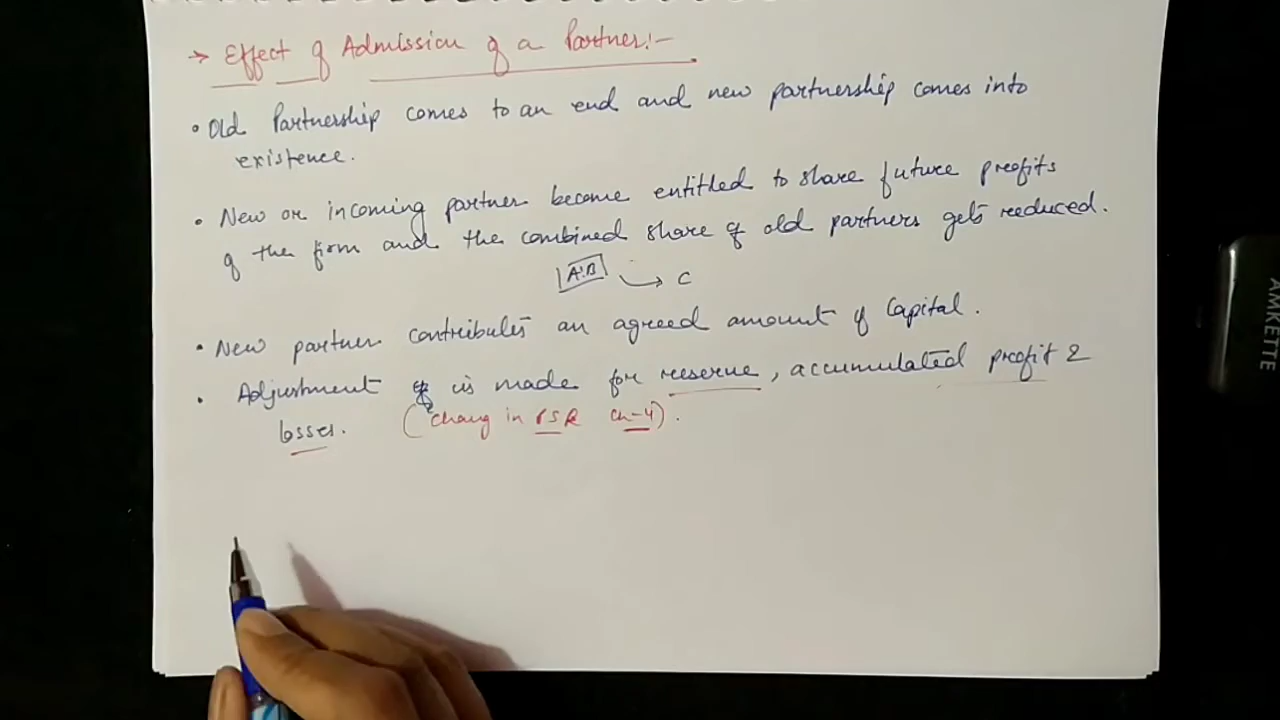 → Effect of Admission of a Partner:-
• Old Partnership comes to an end and new partnership comes into
existence.
• New or incoming partner become entitled to share future profits
of the firm and the combined share of old partners gets reeduced.
A:B → C
• New partner contributes an agreed amount of Capital.
• Adjustment is made for reserve, accumulated profit &
losses. (Chang in PSR Ch-4).
AMKETTE